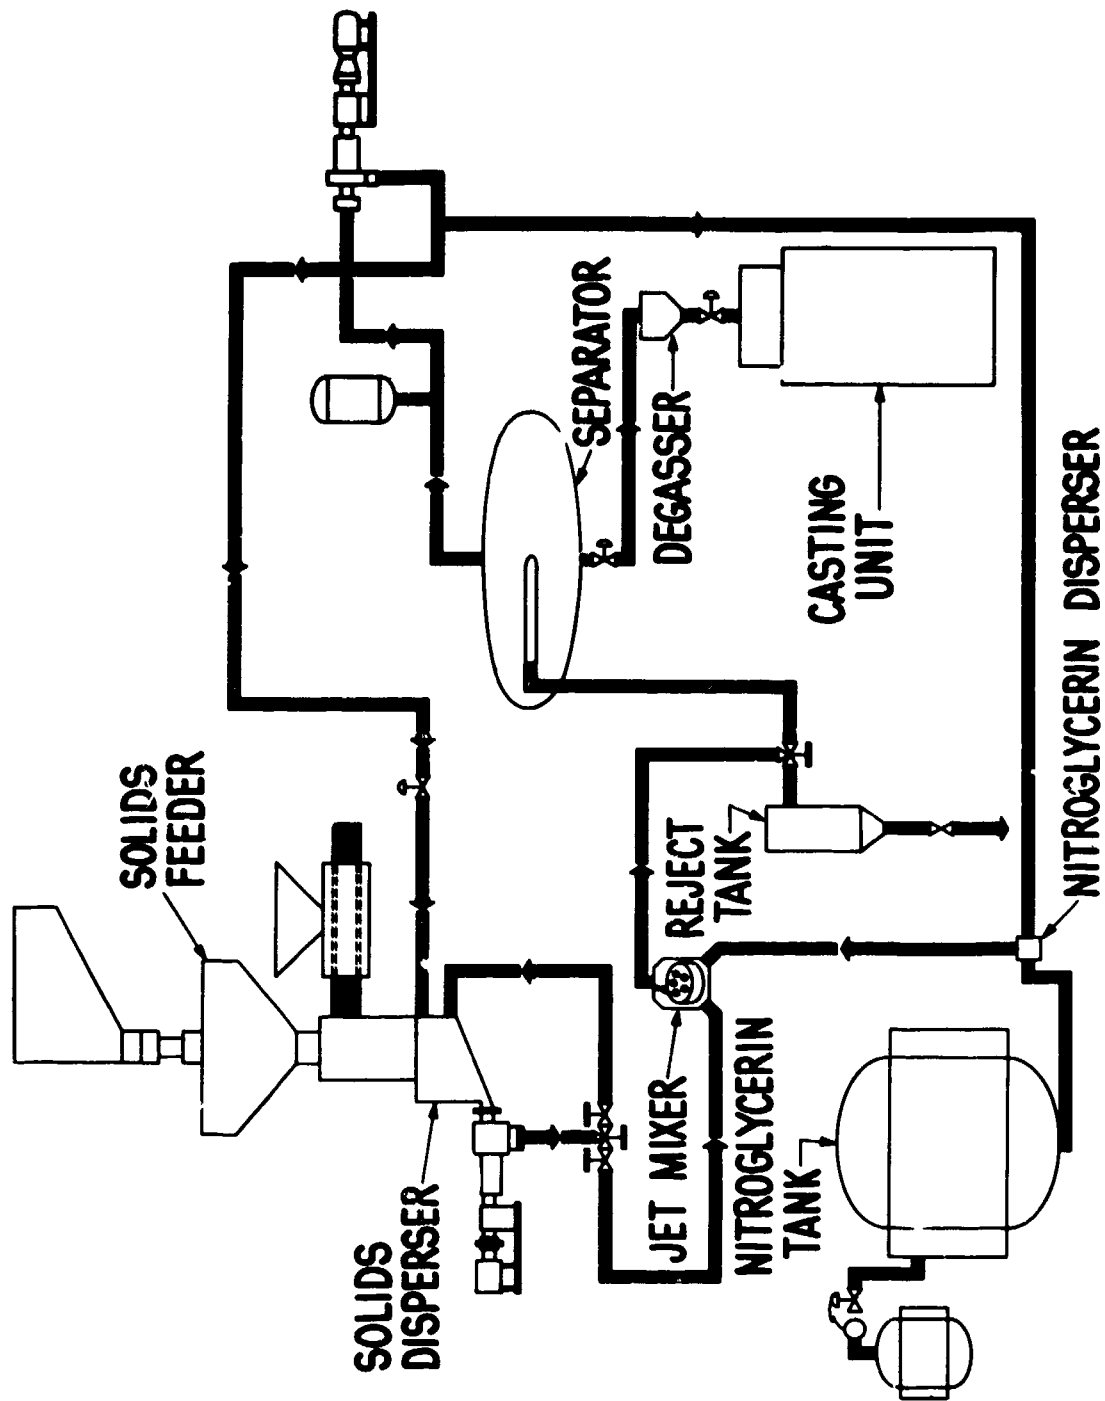 SOLIDS
FEEDER
SOLIDS
DISPERSER
SEPARATOR
DEGASSER
REJECT
TANK
JET MIXER
NITROGLYCERIN
TANK
CASTING
UNIT
NITROGLYCERIN DISPERSER